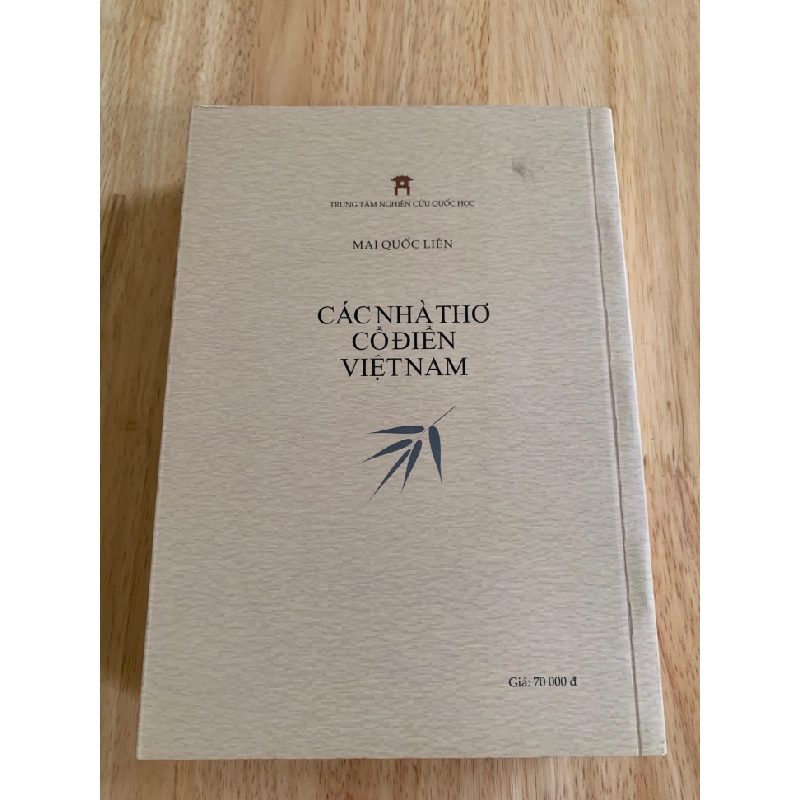 TRUNG TÂM NGHIÊN CỨU QUỐC HỌC
MAI QUỐC LIÊN
CÁC NHÀ THƠ
CỔ ĐIỂN
VIỆT NAM
Giá: 70 000 đ